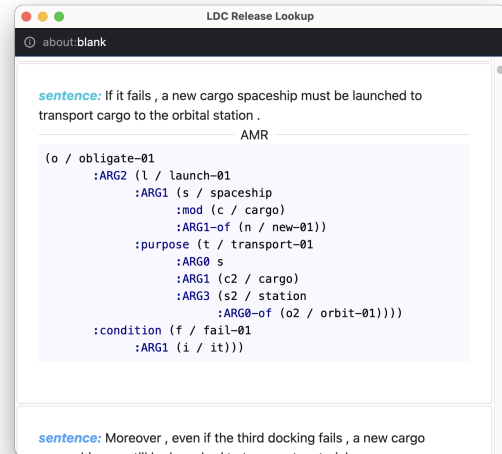 LDC Release Lookup
about:blank
sentence: If it fails , a new cargo spaceship must be launched to
transport cargo to the orbital station .
AMR
(o / obligate-01
:ARG2 (l / launch-01
:ARG1 (s / spaceship
:mod (c / cargo)
:ARG1-of (n / new-01))
:purpose (t / transport-01
:ARG0 s
:ARG1 (c2 / cargo)
:ARG3 (s2 / station
:ARG0-of (o2 / orbit-01))))
:condition (f / fail-01
:ARG1 (i / it)))
sentence: Moreover , even if the third docking fails , a new cargo